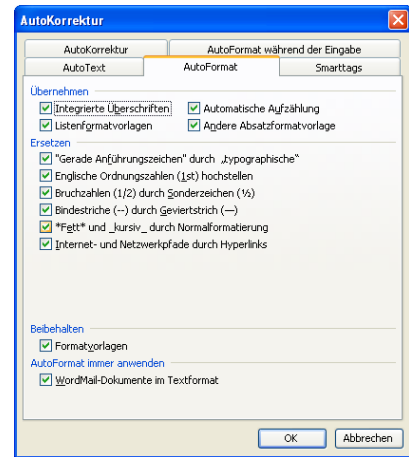 AutoKorrektur
AutoKorrektur AutoFormat während der Eingabe
AutoText AutoFormat Smarttags
Übernehmen
Integrierte Überschriften Automatische Aufzählung
Listenformatvorlagen Andere Absatzformatvorlage
Ersetzen
"Gerade Anführungszeichen" durch „typographische“
Englische Ordnungszahlen (1st) hochstellen
Bruchzahlen (1/2) durch Sonderzeichen (½)
Bindestriche (--) durch Geviertstrich (—)
*Fett* und _kursiv_ durch Normalformatierung
Internet- und Netzwerkpfade durch Hyperlinks
Beibehalten
Formatvorlagen
AutoFormat immer anwenden
WordMail-Dokumente im Textformat
OK Abbrechen